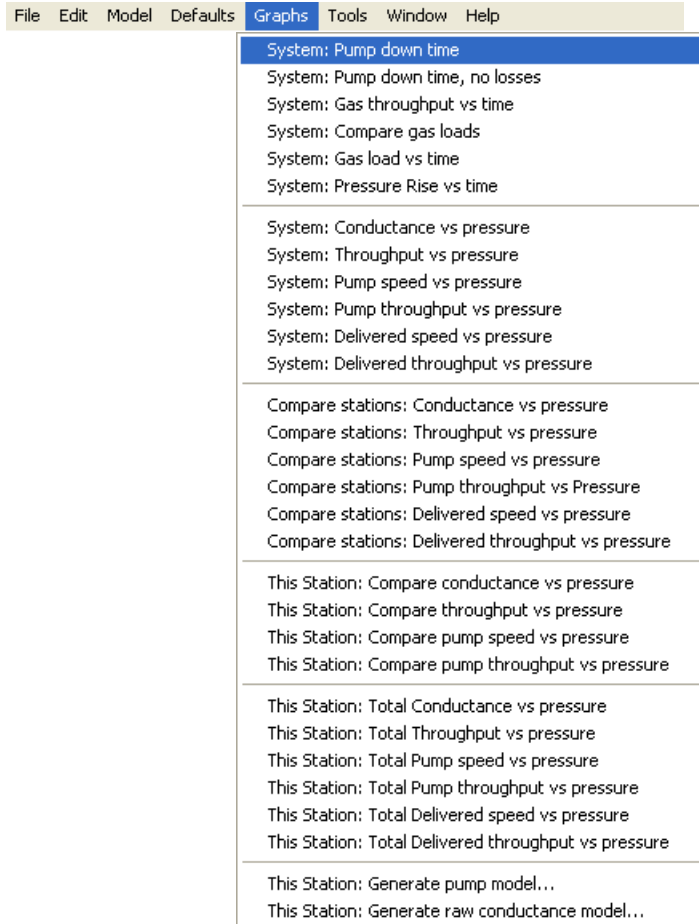 File Edit Model Defaults Graphs Tools Window Help
System: Pump down time
System: Pump down time, no losses
System: Gas throughput vs time
System: Compare gas loads
System: Gas load vs time
System: Pressure Rise vs time
System: Conductance vs pressure
System: Throughput vs pressure
System: Pump speed vs pressure
System: Pump throughput vs pressure
System: Delivered speed vs pressure
System: Delivered throughput vs pressure
Compare stations: Conductance vs pressure
Compare stations: Throughput vs pressure
Compare stations: Pump speed vs pressure
Compare stations: Pump throughput vs Pressure
Compare stations: Delivered speed vs pressure
Compare stations: Delivered throughput vs pressure
This Station: Compare conductance vs pressure
This Station: Compare throughput vs pressure
This Station: Compare pump speed vs pressure
This Station: Compare pump throughput vs pressure
This Station: Total Conductance vs pressure
This Station: Total Throughput vs pressure
This Station: Total Pump speed vs pressure
This Station: Total Pump throughput vs pressure
This Station: Total Delivered speed vs pressure
This Station: Total Delivered throughput vs pressure
This Station: Generate pump model...
This Station: Generate raw conductance model...